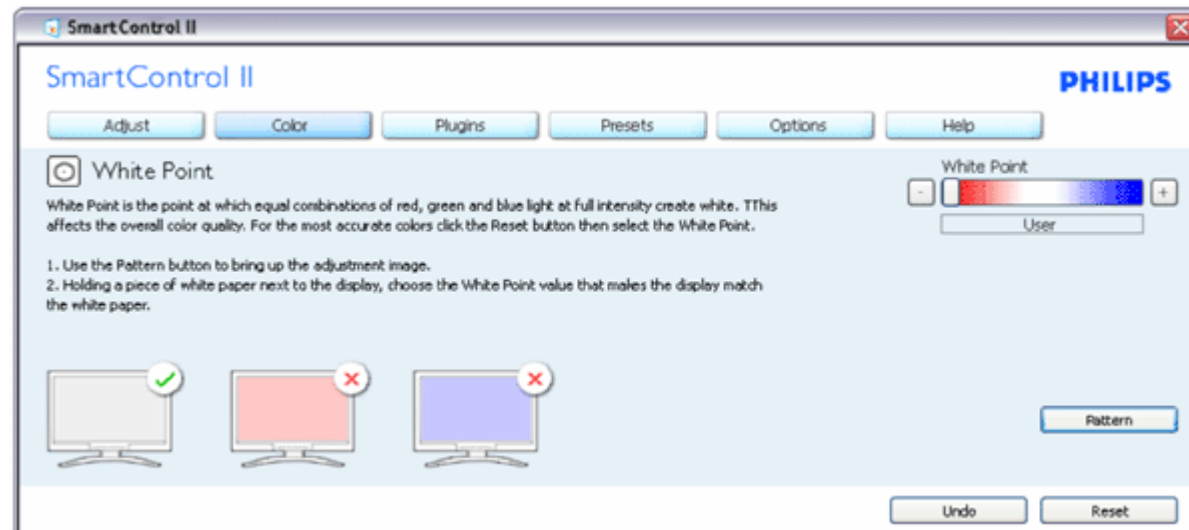 SmartControl II
SmartControl II
PHILIPS
Adjust
Color
Plugins
Presets
Options
Help
White Point
White Point is the point at which equal combinations of red, green and blue light at full intensity create white. TThis
affects the overall color quality. For the most accurate colors click the Reset button then select the White Point.
1. Use the Pattern button to bring up the adjustment image.
2. Holding a piece of white paper next to the display, choose the White Point value that makes the display match
the white paper.
White Point
-
+
User
Pattern
Undo
Reset